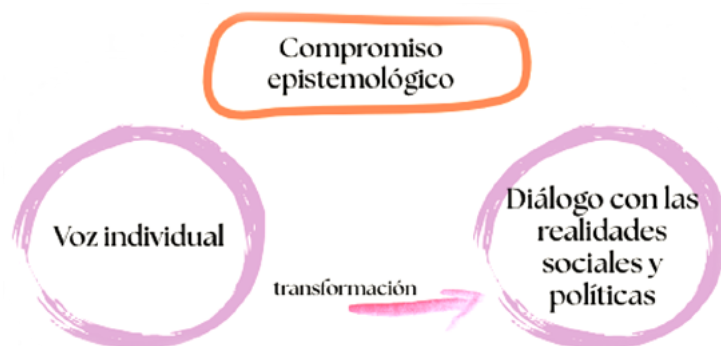 Compromiso
epistemológico
Voz individual
transformación
Diálogo con las
realidades
sociales y
políticas